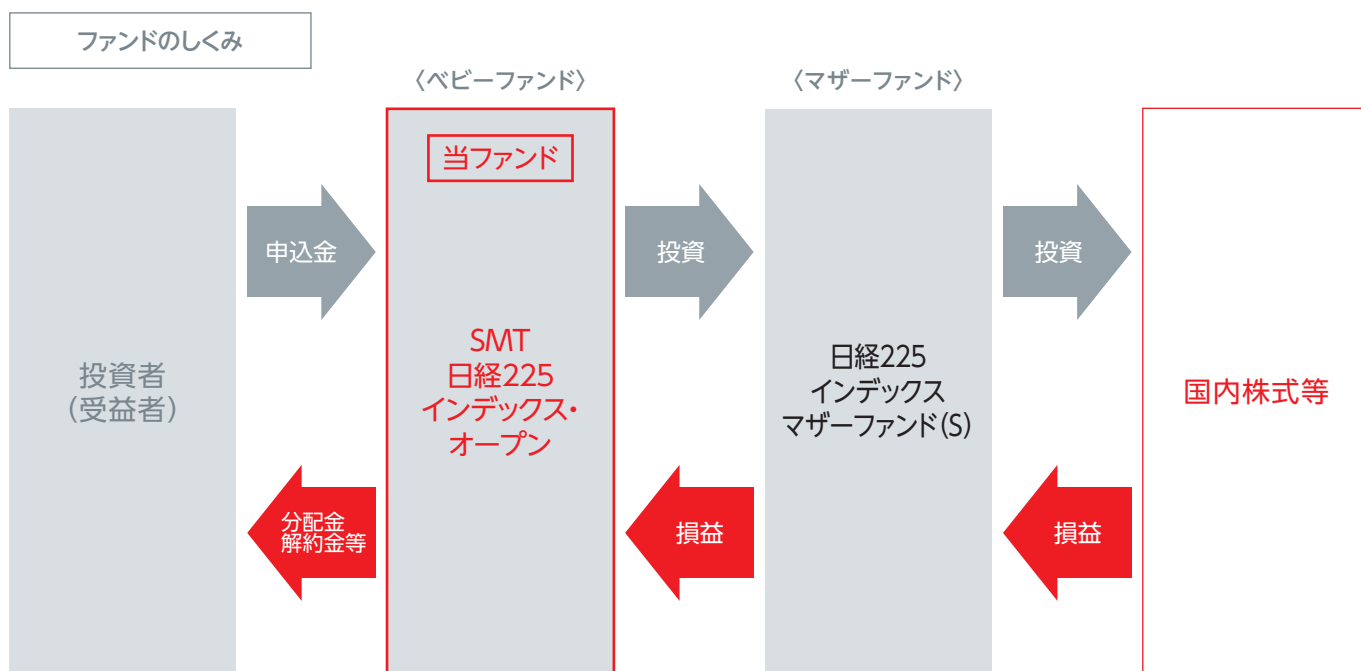 ファンドのしくみ
〈ベビーファンド〉
〈マザーファンド〉
投資者
(受益者)
申込金
分配金
解約金等
当ファンド
SMT
日経225
インデックス・
オープン
投資
損益
日経225
インデックス
マザーファンド(S)
投資
損益
国内株式等